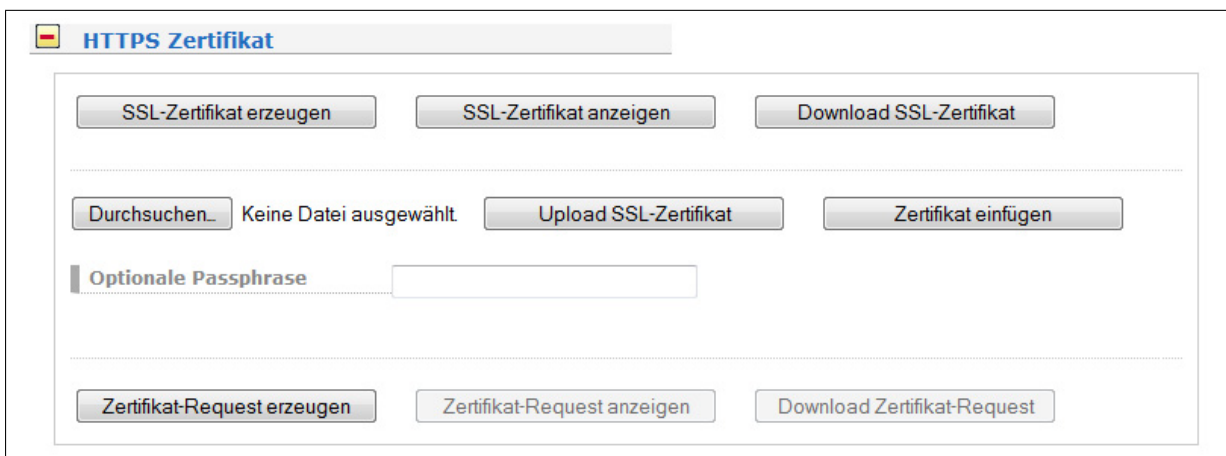 HTTPS Zertifikat
SSL-Zertifikat erzeugen SSL-Zertifikat anzeigen Download SSL-Zertifikat
Durchsuchen... Keine Datei ausgewählt. Upload SSL-Zertifikat Zertifikat einfügen
Optionale Passphrase
Zertifikat-Request erzeugen Zertifikat-Request anzeigen Download Zertifikat-Request